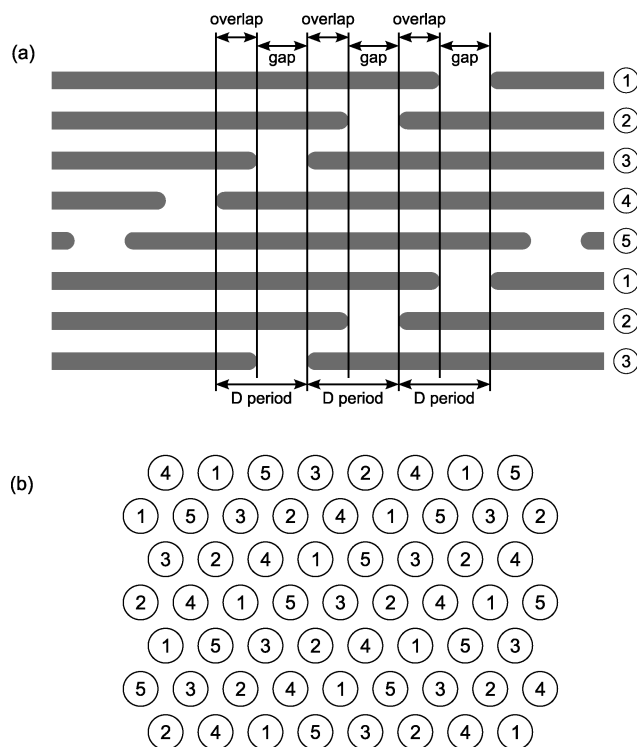 overlap overlap overlap
(a)
gap gap gap
1
2
3
4
5
1
2
3
D period D period D period
(b)
4 1 5 3 2 4 1 5
1 5 3 2 4 1 5 3 2
3 2 4 1 5 3 2 4
2 4 1 5 3 2 4 1 5
1 5 3 2 4 1 5 3
5 3 2 4 1 5 3 2 4
2 4 1 5 3 2 4 1